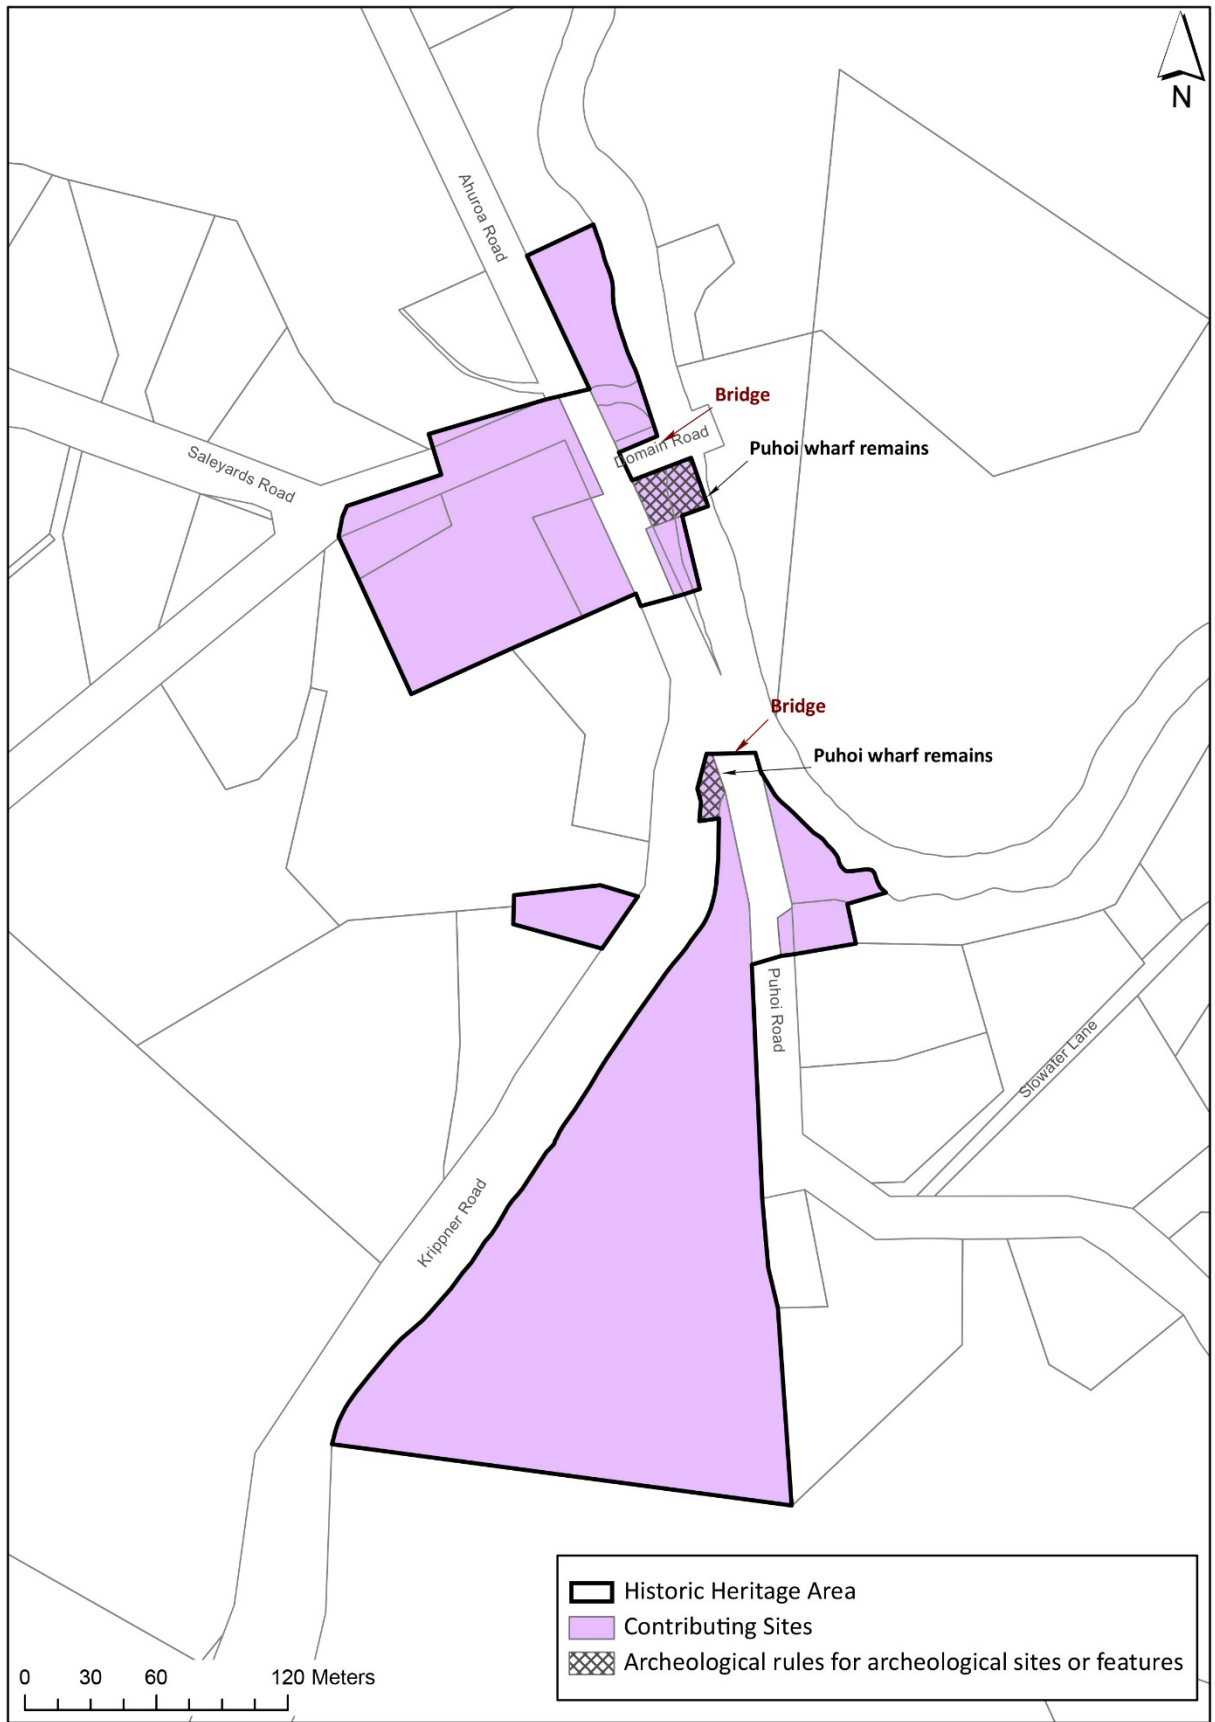 N
Ahuroa Road
Bridge
Domain Road
Puhoi wharf remains
Saleyards Road
Bridge
Puhoi wharf remains
Puhoi Road
Slowater Lane
Krippner Road
Historic Heritage Area
Contributing Sites
Archeological rules for archeological sites or features
0 30 60 120 Meters